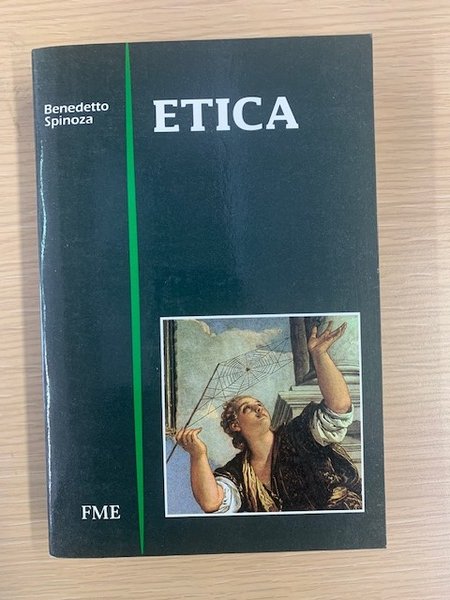 Benedetto
Spinoza
ETICA
FME